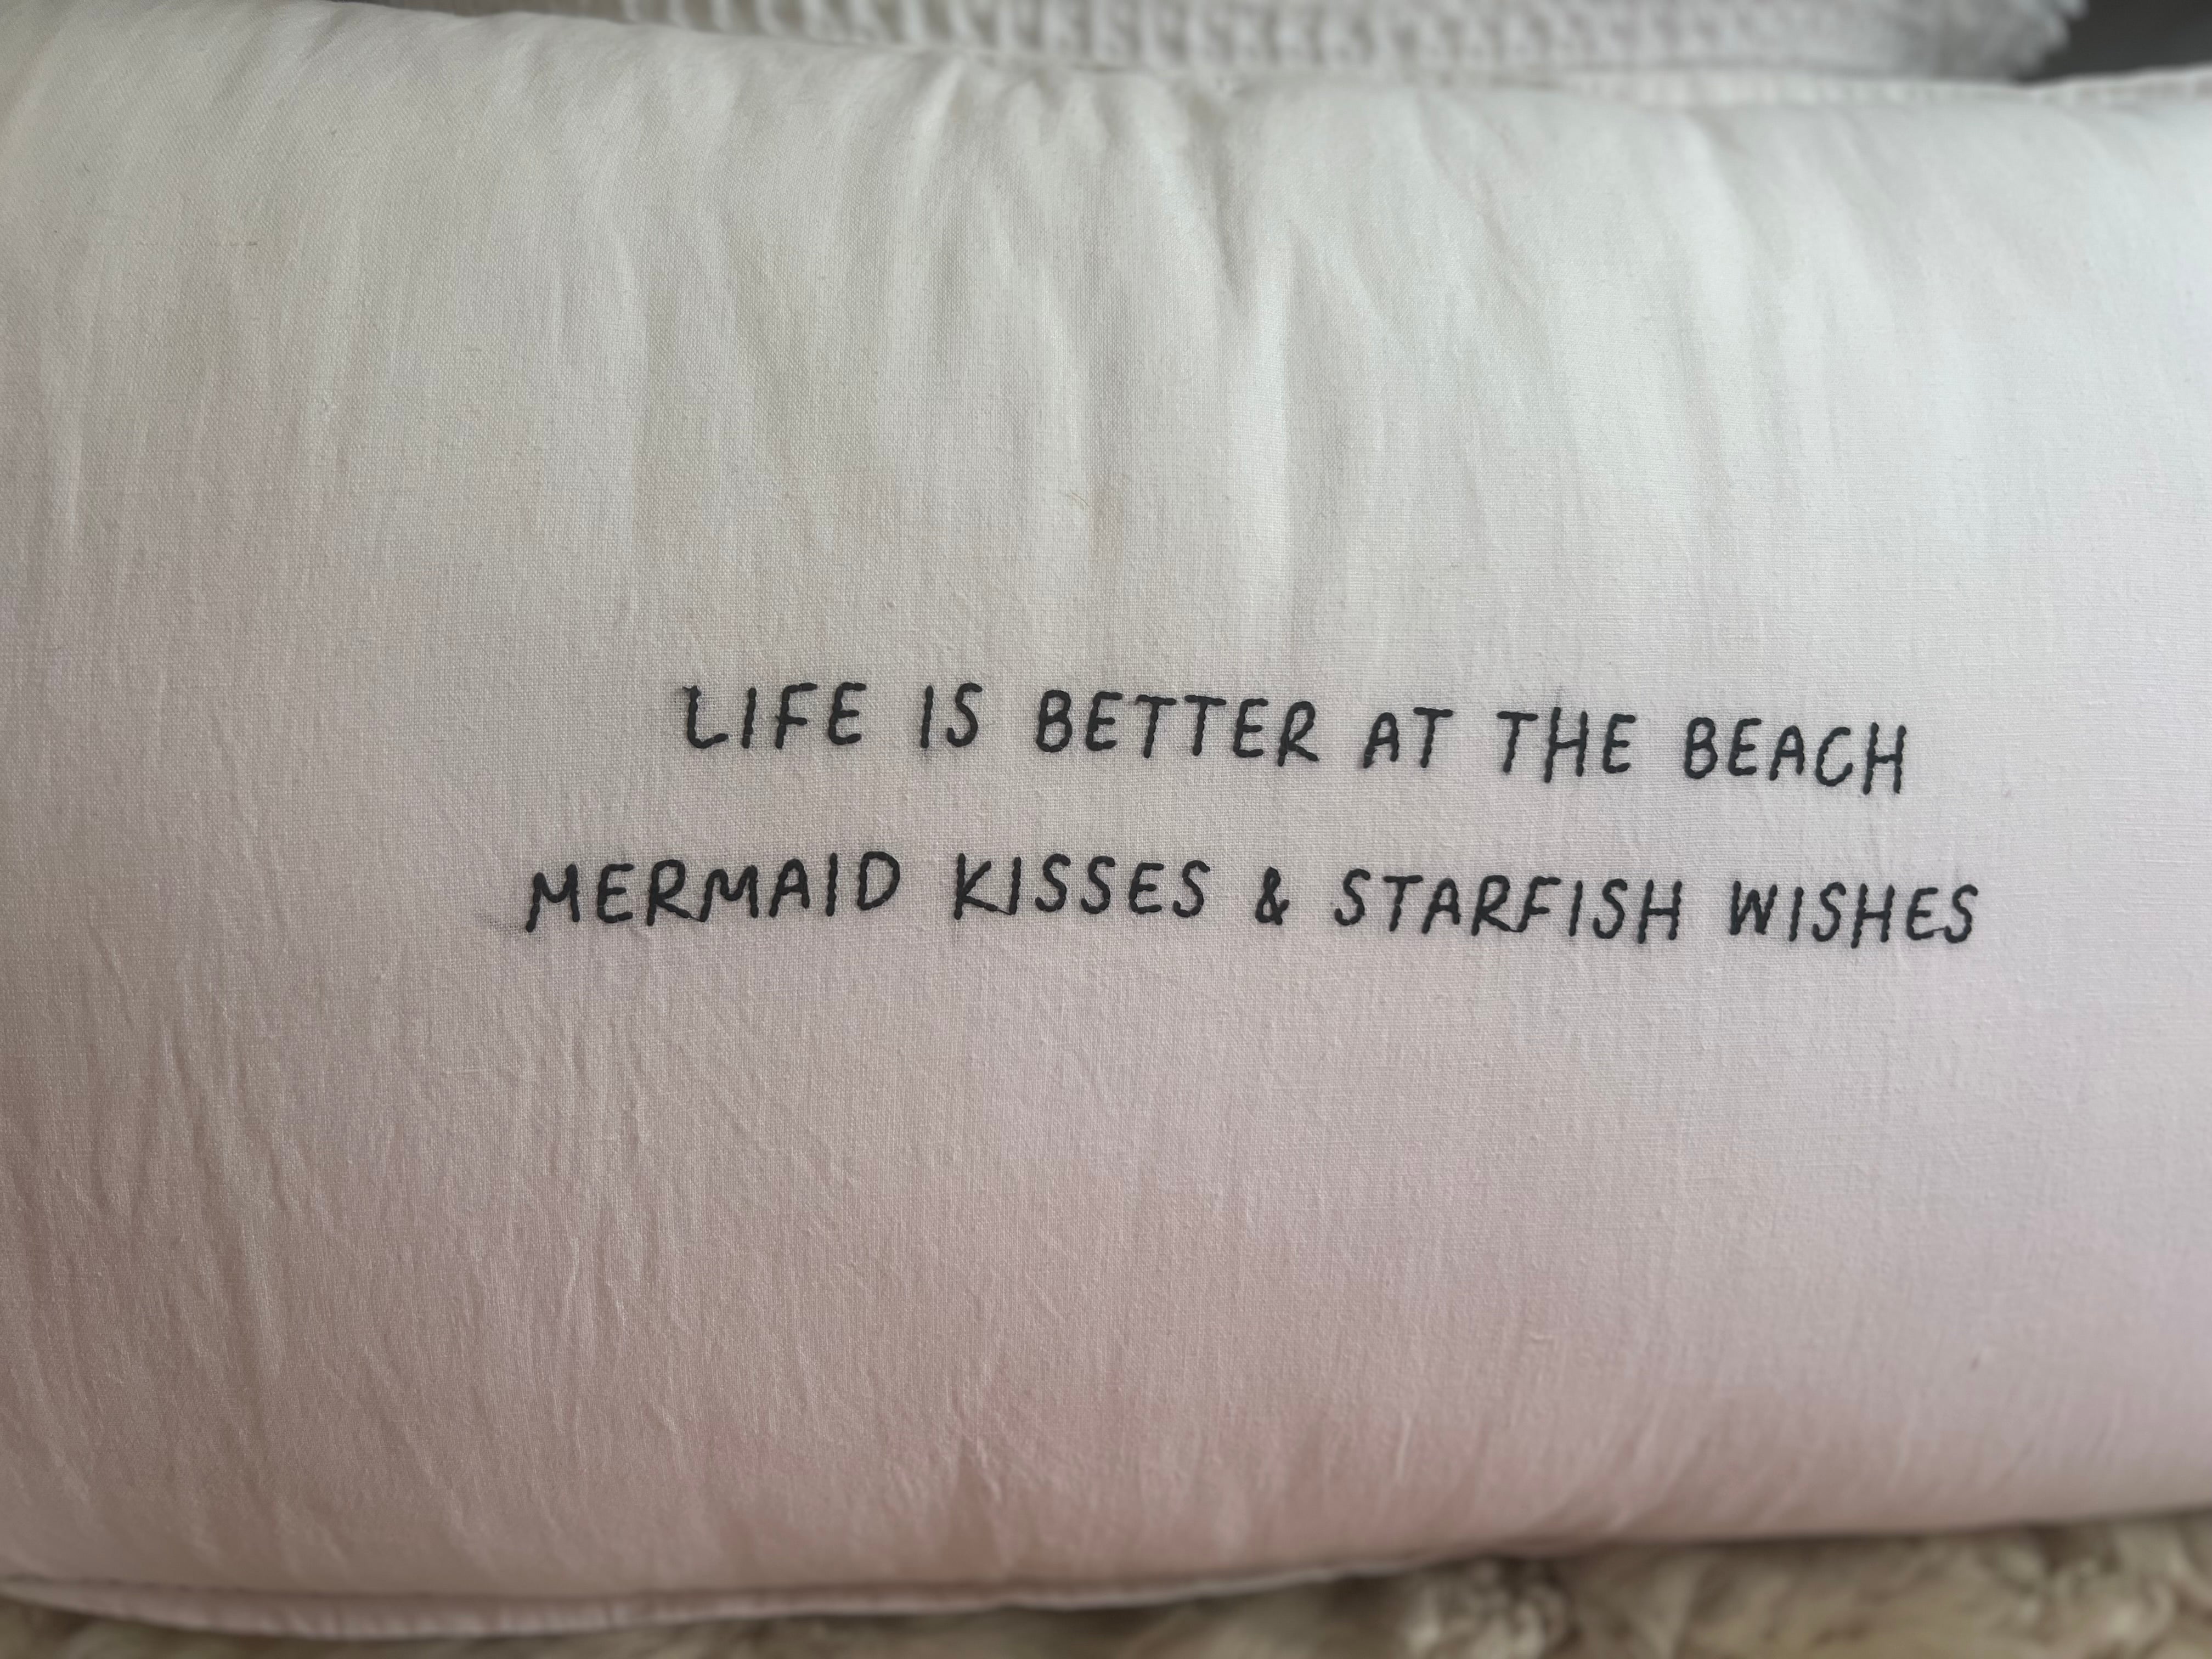 LIFE IS BETTER AT THE BEACH
MERMAID KISSES & STARFISH WISHES